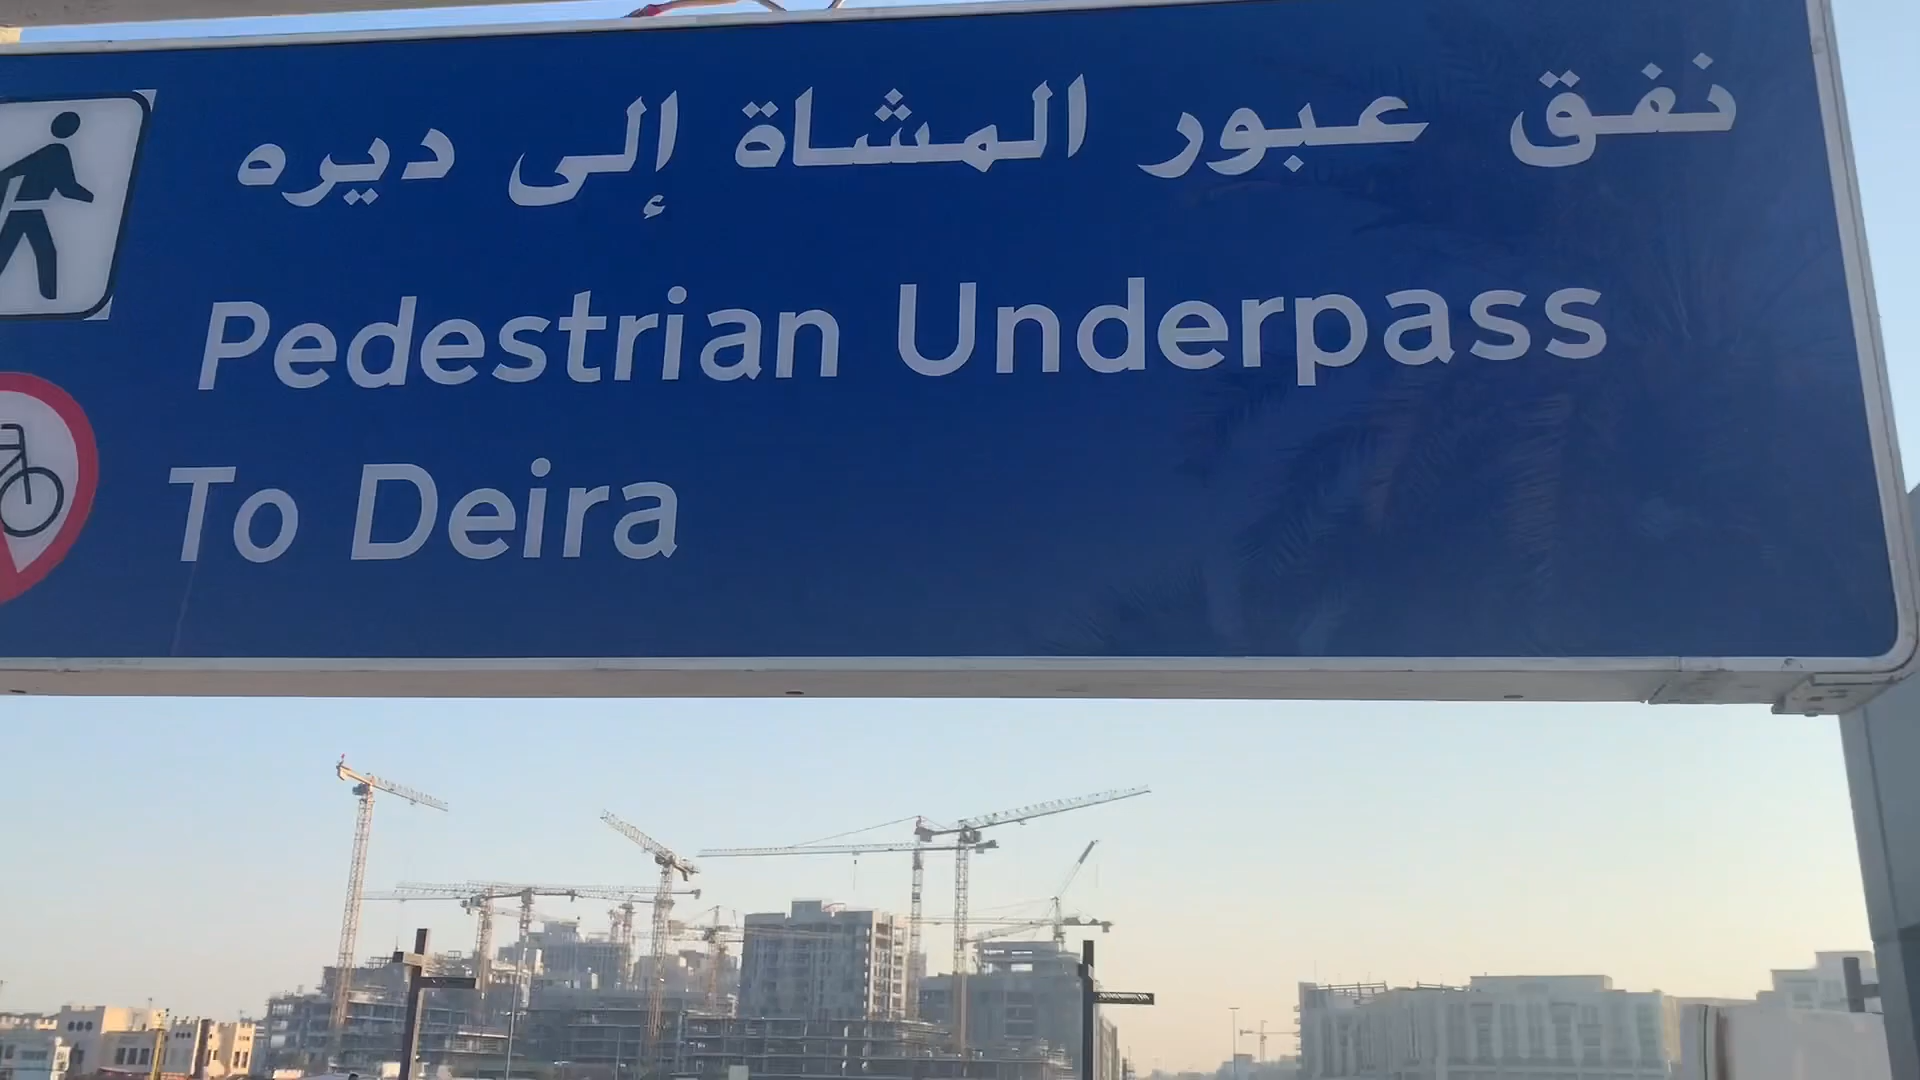 نفق عبور المشاة إلى ديره
Pedestrian Underpass
To Deira